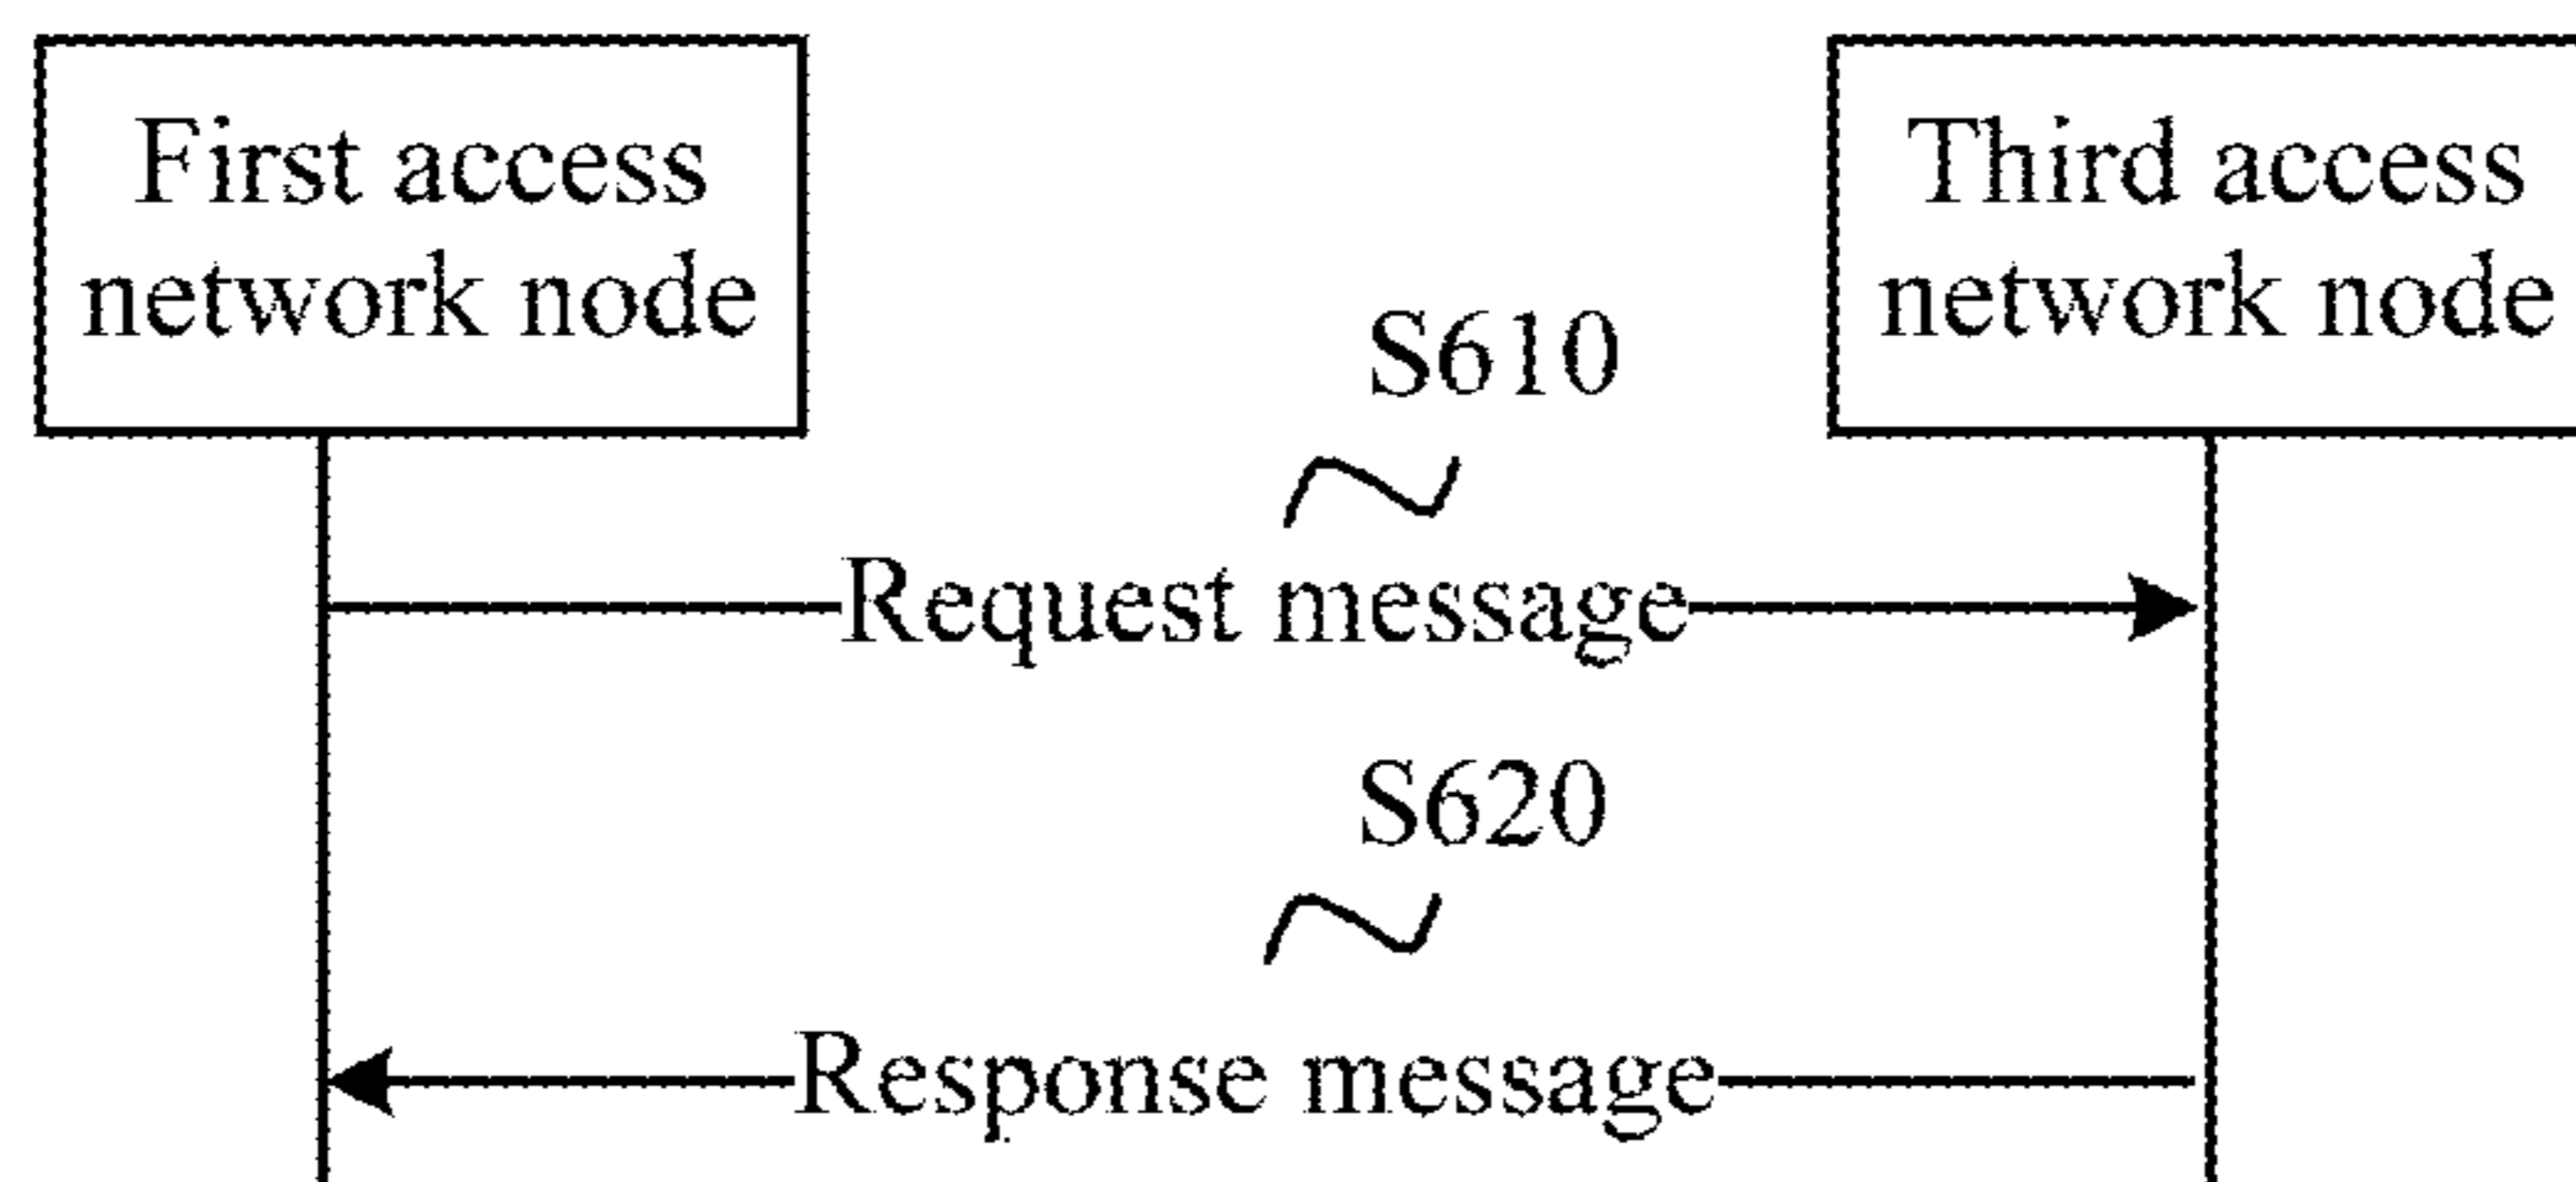 First access
network node
Third access
network node
S610
Request message
S620
Response message